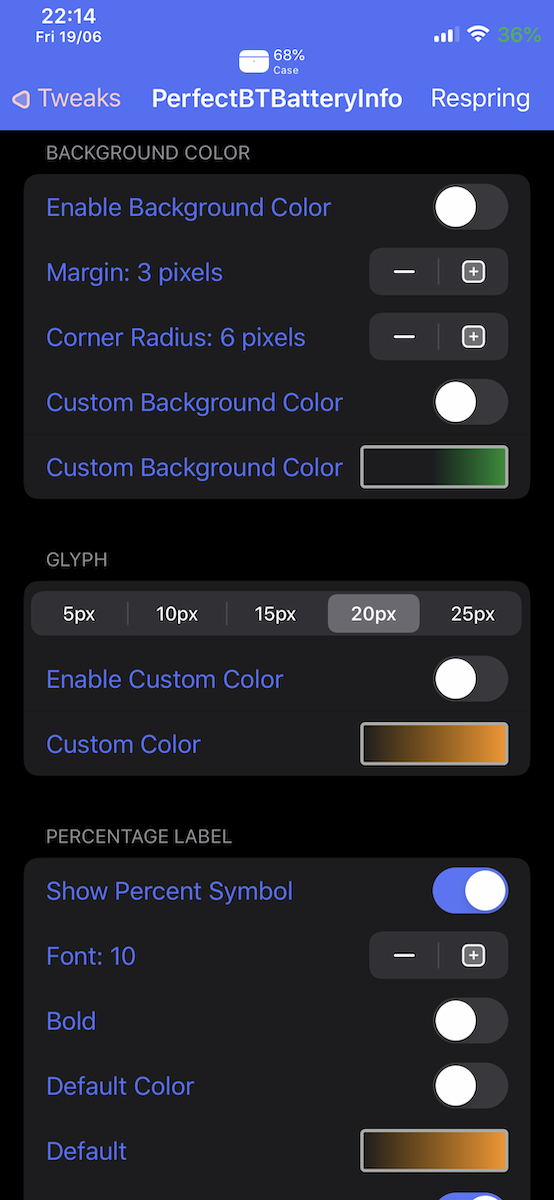 22:14
Fri 19/06
36%
68%
Case
Tweaks PerfectBTBatteryInfo Respring
BACKGROUND COLOR
Enable Background Color
Margin: 3 pixels
Corner Radius: 6 pixels
Custom Background Color
Custom Background Color
GLYPH
5px 10px 15px 20px 25px
Enable Custom Color
Custom Color
PERCENTAGE LABEL
Show Percent Symbol
Font: 10
Bold
Default Color
Default